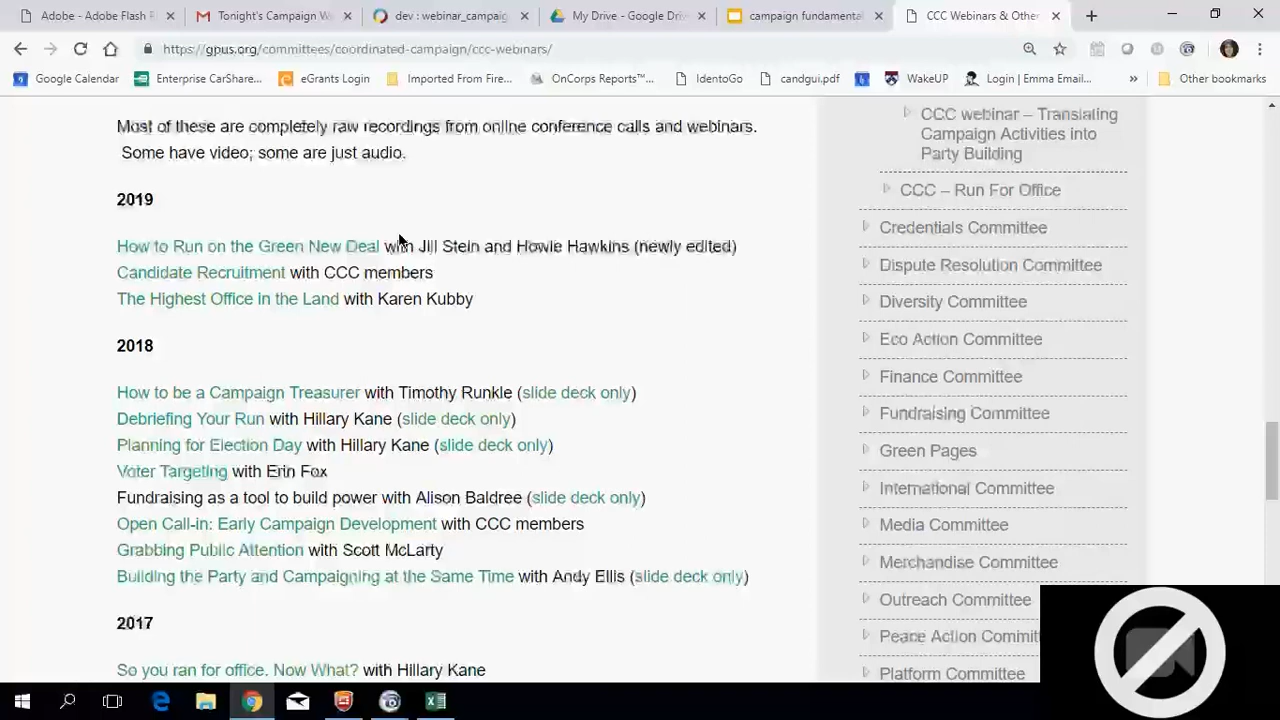 Adobe - Adobe Flash
Tonight's Campaign W
dev : webinar_campaig
My Drive - Google Dri
campaign fundamental
CCC Webinars & Other
https://gpus.org/committees/coordinated-campaign/ccc-webinars/
Google Calendar
Enterprise CarShare...
eGrants Login
Imported From Fire...
OnCorps Reports™...
IdentoGo
candgui.pdf
WakeUP
Login | Emma Email...
Other bookmarks
Most of these are completely raw recordings from online conference calls and webinars.
Some have video; some are just audio.
2019
How to Run on the Green New Deal with Jill Stein and Howie Hawkins (newly edited)
Candidate Recruitment with CCC members
The Highest Office in the Land with Karen Kubby
2018
How to be a Campaign Treasurer with Timothy Runkle (slide deck only)
Debriefing Your Run with Hillary Kane (slide deck only)
Planning for Election Day with Hillary Kane (slide deck only)
Voter Targeting with Erin Fox
Fundraising as a tool to build power with Alison Baldree (slide deck only)
Open Call-in: Early Campaign Development with CCC members
Grabbing Public Attention with Scott McLarty
Building the Party and Campaigning at the Same Time with Andy Ellis (slide deck only)
2017
So you ran for office, Now What? with Hillary Kane
CCC webinar – Translating
Campaign Activities into
Party Building
CCC – Run For Office
Credentials Committee
Dispute Resolution Committee
Diversity Committee
Eco Action Committee
Finance Committee
Fundraising Committee
Green Pages
International Committee
Media Committee
Merchandise Committee
Outreach Committee
Peace Action Committ
Platform Committee